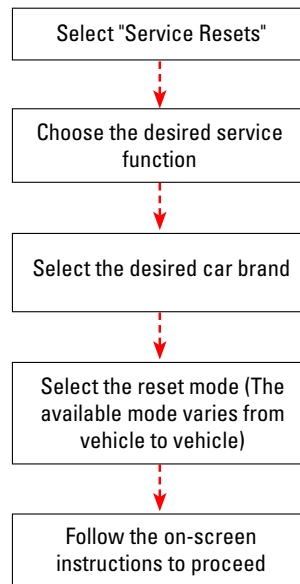 Select "Service Resets"
Choose the desired service
function
Select the desired car brand
Select the reset mode (The
available mode varies from
vehicle to vehicle)
Follow the on-screen
instructions to proceed